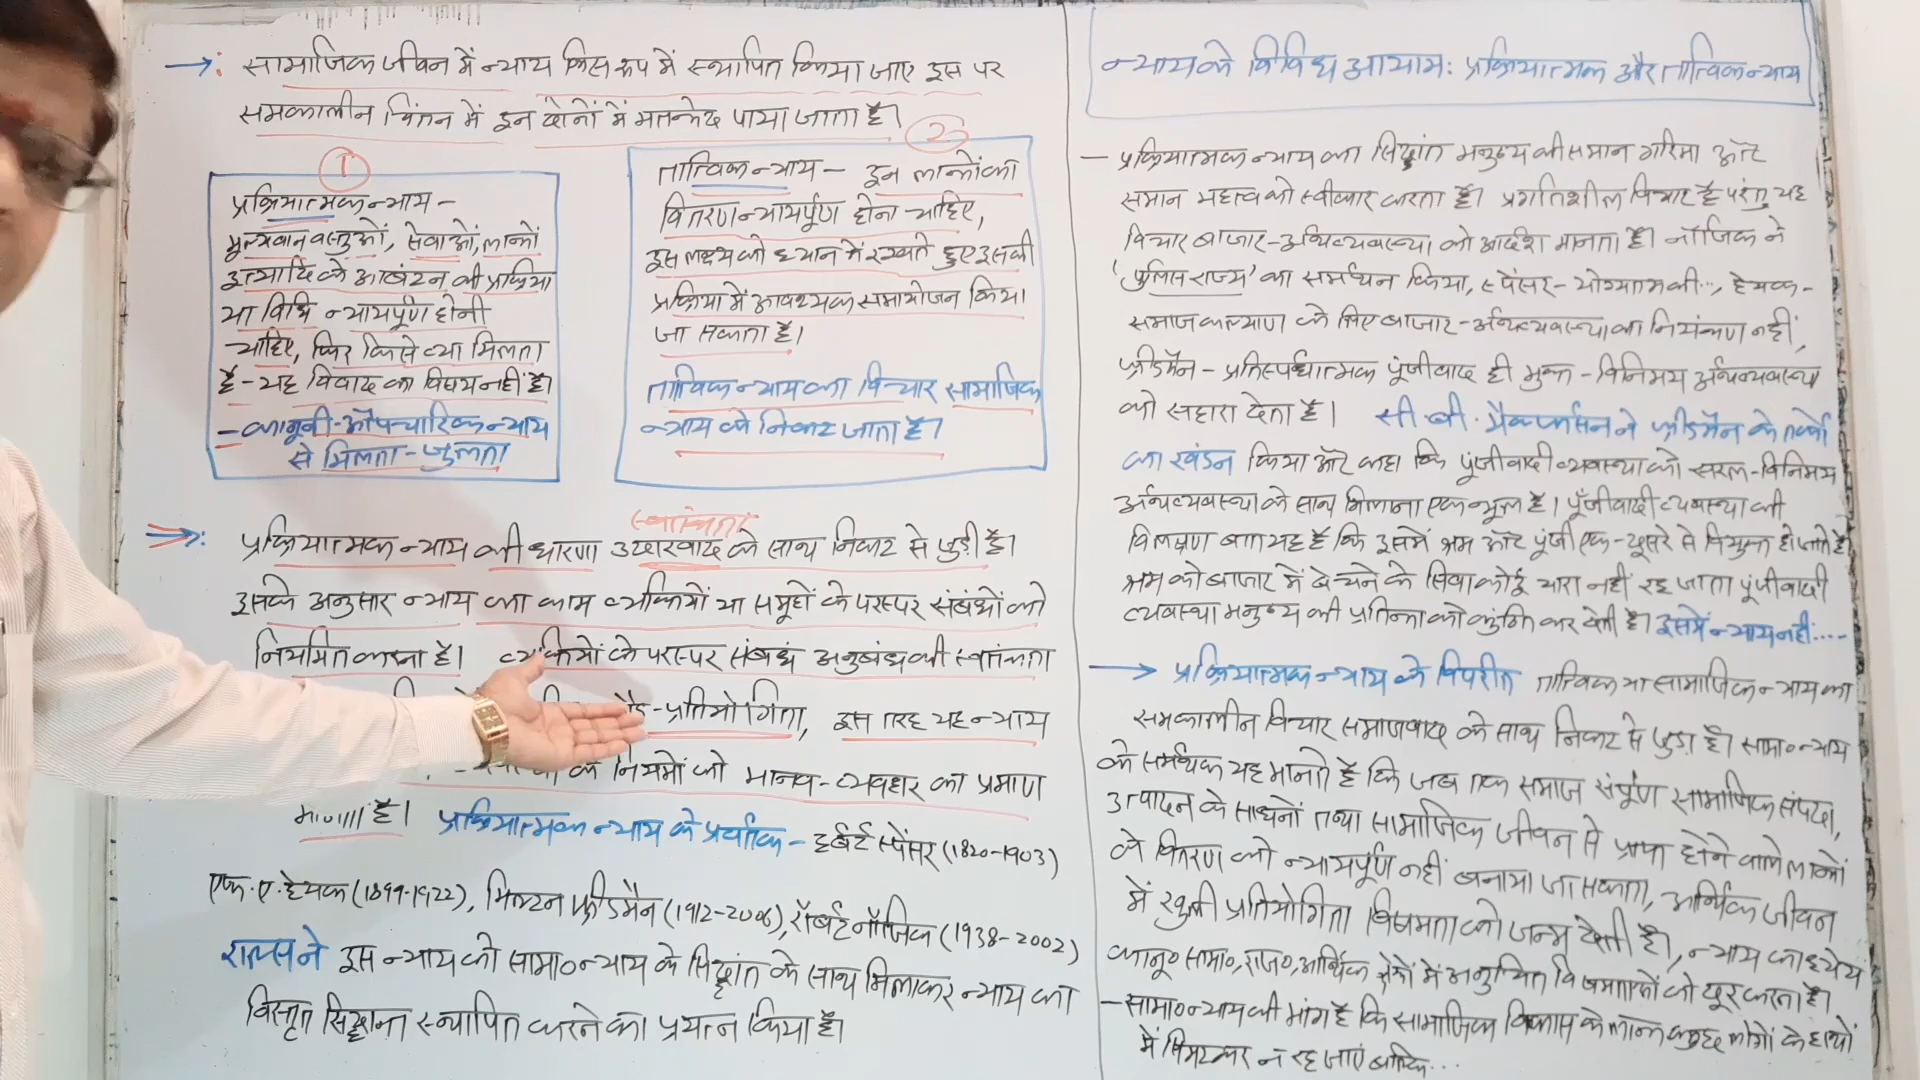 →: सामाजिक जीवन में न्याय किस रूप में स्थापित किया जाए इस पर
समकालीन चिंतन में इन दोनों में मतभेद पाया जाता है।
1
प्रक्रियात्मक न्याय -
मूल्यवान वस्तुओं, सेवाओं, लाभों
इत्यादि के आबंटन की प्रक्रिया
या विधि न्यायपूर्ण होनी
चाहिए, फिर किसे क्या मिलता
है - यह विवाद का विषय नहीं है।
- कानूनी-औपचारिक न्याय
से मिलता-जुलता
2
तात्विक न्याय - इन लाभों का
वितरण न्यायपूर्ण होना चाहिए,
इस लक्ष्य को ध्यान में रखते हुए इसकी
प्रक्रिया में आवश्यक समायोजन किया
जा सकता है।
तात्विक न्याय का विचार सामाजिक
न्याय के निकट जाता है।
⇒: प्रक्रियात्मक न्याय की धारणा उदारवाद के साथ निकट से जुड़ी है।
इसके अनुसार न्याय का काम व्यक्तियों या समूहों के परस्पर संबंधों को
नियमित करना है। व्यक्तियों के परस्पर संबंध अनुबंध की स्वतंत्रता
-प्रतियोगिता, इस तरह यह न्याय
के नियमों को मानव-व्यवहार का प्रमाण
है। प्रक्रियात्मक न्याय के प्रवर्तक - हर्बर्ट स्पेंसर (1820-1903)
एफ. ए. हेयक (1899-1922), मिल्टन फ्रीडमैन (1912-2006), रॉबर्ट नॉजिक (1938-2002)
राल्स ने इस न्याय को सामा० न्याय के सिद्धांत के साथ मिलाकर न्याय का
विस्तृत सिद्धान्त स्थापित करने का प्रयत्न किया है।
न्याय के विविध आयाम: प्रक्रियात्मक और तात्विक न्याय
- प्रक्रियात्मक न्याय का सिद्धांत मनुष्य की समान गरिमा और
समान महत्व को स्वीकार करता है। प्रगतिशील विचार है परंतु यह
विचार बाजार-अर्थव्यवस्था को आदर्श मानता है। नॉजिक ने
'पुलिस राज्य' का समर्थन किया, स्पेंसर - योग्यतम की..., हेयक -
समाज कल्याण के लिए बाजार-अर्थव्यवस्था का नियंत्रण नहीं,
फ्रीडमैन - प्रतिस्पर्धात्मक पूंजीवाद ही मुक्त-विनिमय अर्थव्यवस्था
को सहारा देता है। सी. बी. मैक्फर्सन ने फ्रीडमैन के तर्कों
का खंडन किया और कहा कि पूंजीवादी व्यवस्था को सरल-विनिमय
अर्थव्यवस्था के साथ मिलाना एक भूल है। पूँजीवादी व्यवस्था की
विलक्षण बात यह है कि इसमें श्रम और पूंजी एक-दूसरे से वियुक्त हो जाते हैं
श्रम को बाजार में बेचने के सिवा कोई चारा नहीं रह जाता पूंजीवादी
व्यवस्था मनुष्य की प्रतिभा को कुंठित कर देती है। इसमें न्याय नहीं....
→ प्रक्रियात्मक न्याय के विपरीत तात्विक या सामाजिक न्याय का
समकालीन विचार समाजवाद के साथ निकट से जुड़ा है। सामा० न्याय
के समर्थक यह मानते हैं कि जब तक समाज संपूर्ण सामाजिक संपदा,
उत्पादन के साधनों तथा सामाजिक जीवन से प्राप्त होने वाले लाभों
के वितरण को न्यायपूर्ण नहीं बनाया जा सकता, आर्थिक जीवन
में खुली प्रतियोगिता विषमता को जन्म देती है, न्याय का ध्येय
कानू० सामा०, राज०, आर्थिक क्षेत्रों में अनुचित विषमताओं को दूर करता है।
- सामा० न्याय की मांग है कि सामाजिक विकास के लाभ कुछ लोगों के हाथों
में सिमटकर न रह जाएं बल्कि...